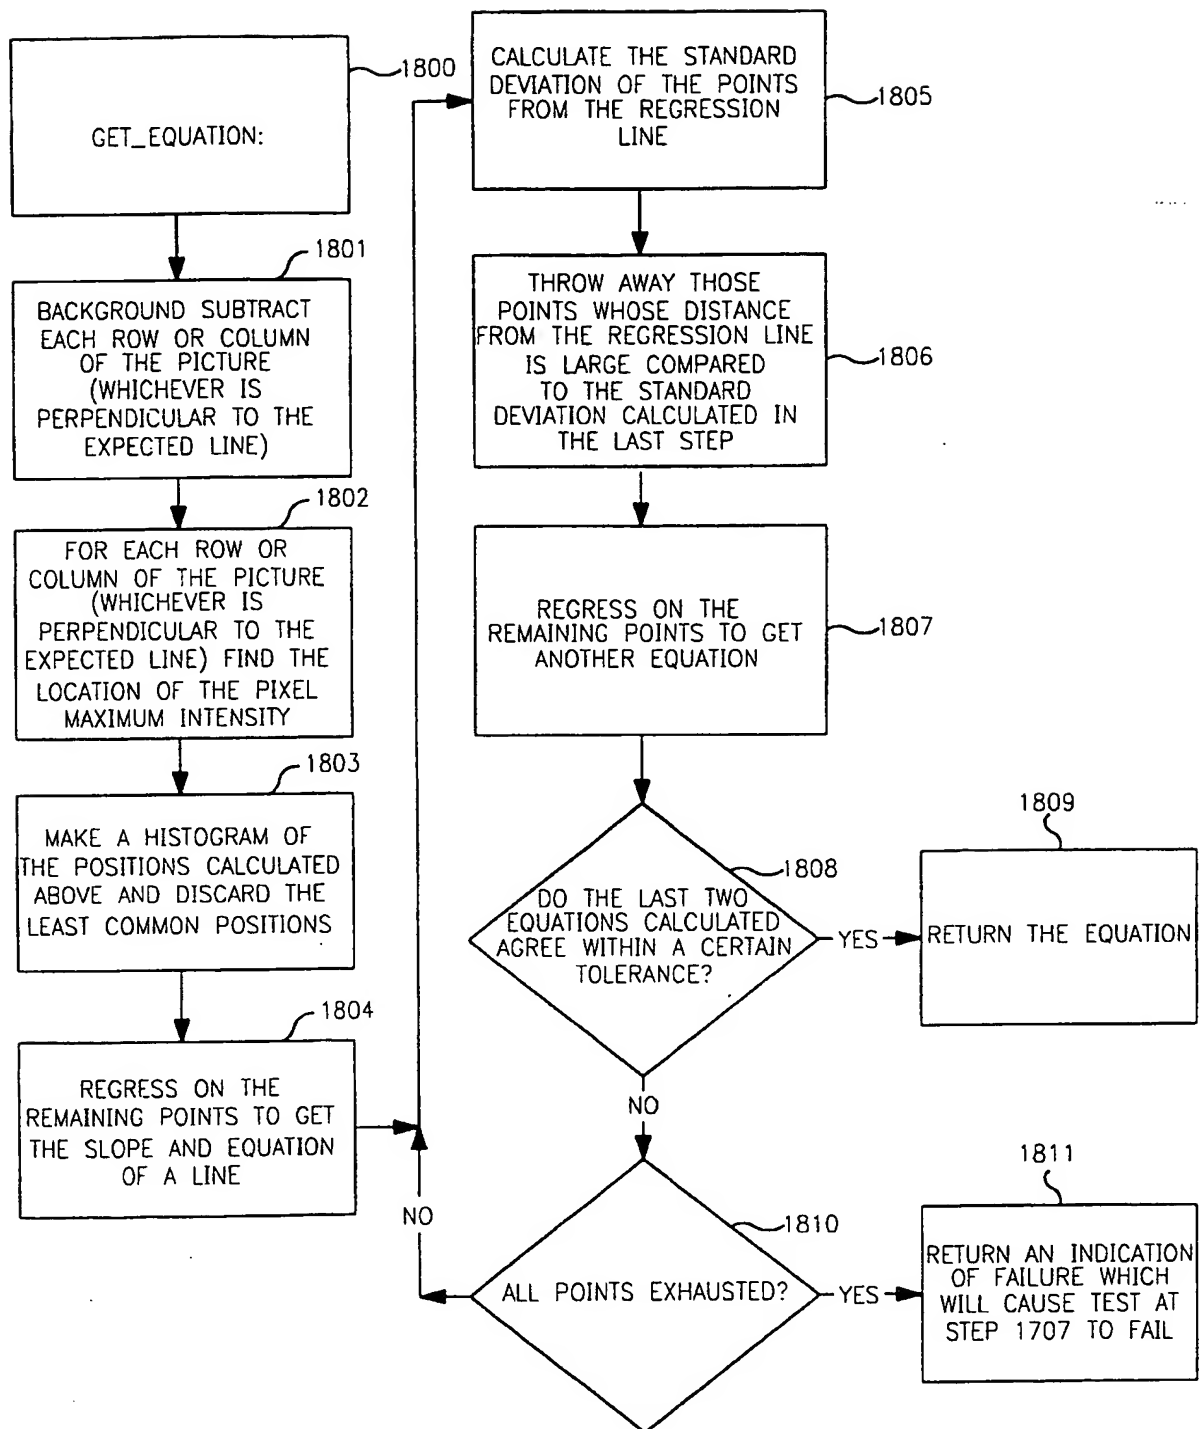 1800
GET_EQUATION:
1801
BACKGROUND SUBTRACT
EACH ROW OR COLUMN
OF THE PICTURE
(WHICHEVER IS
PERPENDICULAR TO THE
EXPECTED LINE)
1802
FOR EACH ROW OR
COLUMN OF THE PICTURE
(WHICHEVER IS
PERPENDICULAR TO THE
EXPECTED LINE) FIND THE
LOCATION OF THE PIXEL
MAXIMUM INTENSITY
1803
MAKE A HISTOGRAM OF
THE POSITIONS CALCULATED
ABOVE AND DISCARD THE
LEAST COMMON POSITIONS
1804
REGRESS ON THE
REMAINING POINTS TO GET
THE SLOPE AND EQUATION
OF A LINE
CALCULATE THE STANDARD
DEVIATION OF THE POINTS
FROM THE REGRESSION
LINE
1805
THROW AWAY THOSE
POINTS WHOSE DISTANCE
FROM THE REGRESSION LINE
IS LARGE COMPARED
TO THE STANDARD
DEVIATION CALCULATED IN
THE LAST STEP
1806
REGRESS ON THE
REMAINING POINTS TO GET
ANOTHER EQUATION
1807
1808
DO THE LAST TWO
EQUATIONS CALCULATED
AGREE WITHIN A CERTAIN
TOLERANCE?
YES
1809
RETURN THE EQUATION
NO
1810
ALL POINTS EXHAUSTED?
NO
YES
1811
RETURN AN INDICATION
OF FAILURE WHICH
WILL CAUSE TEST AT
STEP 1707 TO FAIL